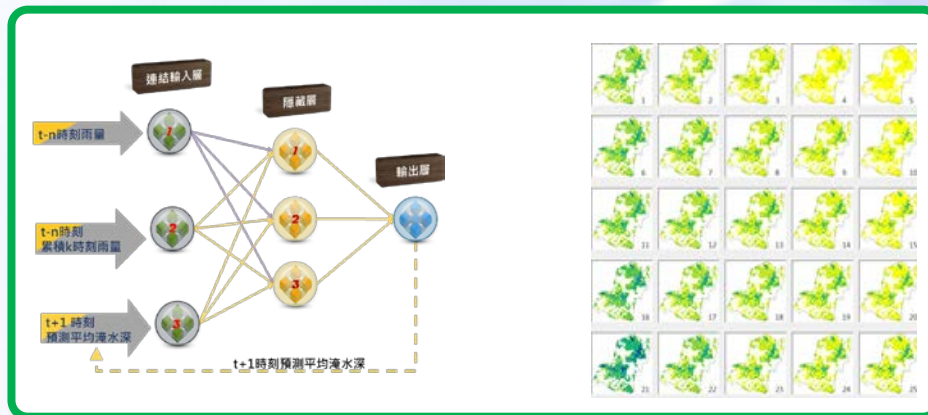 連結輸入層
隱藏層
輸出層
t-n時刻雨量
t-n時刻
累積k時刻雨量
t+1 時刻
預測平均淹水深
t+1時刻預測平均淹水深
1
2
3
1
2
3
1 2 3 4 5
6 7 8 9 10
11 12 13 14 15
16 17 18 19 20
21 22 23 24 25